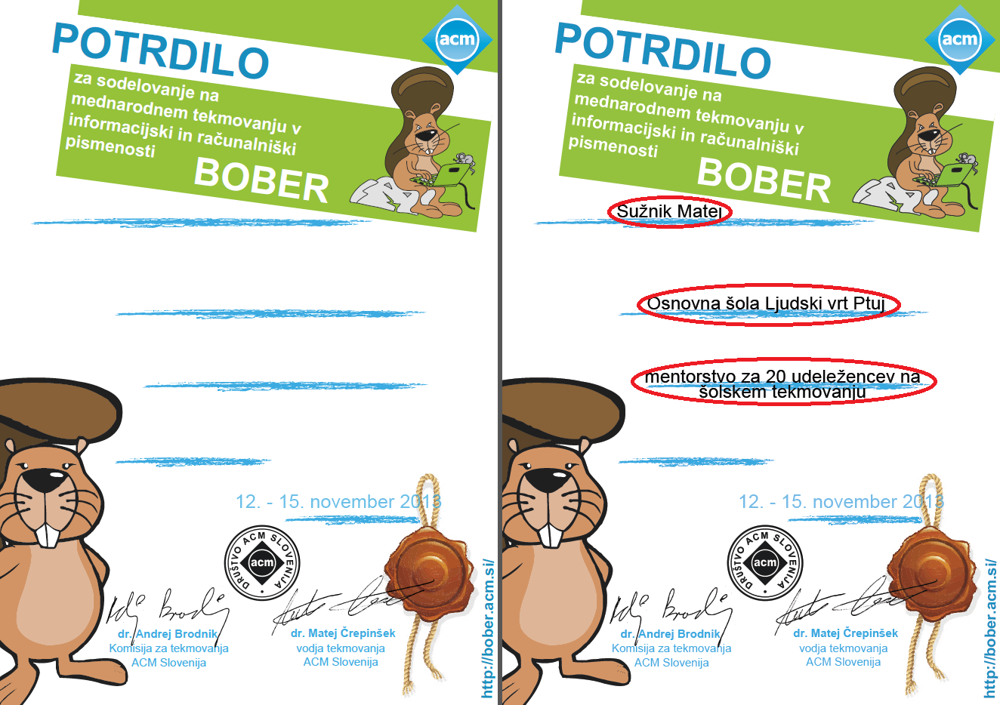 POTRDILO
acm
za sodelovanje na
mednarodnem tekmovanju v
informacijski in računalniški
pismenosti
BOBER
12. - 15. november 2013
DRUŠTVO ACM SLOVENIJA
acm
dr. Andrej Brodnik
Komisija za tekmovanja
ACM Slovenija
dr. Matej Črepinšek
vodja tekmovanja
ACM Slovenija
http://bober.acm.si/
POTRDILO
acm
za sodelovanje na
mednarodnem tekmovanju v
informacijski in računalniški
pismenosti
BOBER
Sužnik Matej
Osnovna šola Ljudski vrt Ptuj
mentorstvo za 20 udeležencev na
šolskem tekmovanju
12. - 15. november 2013
DRUŠTVO ACM SLOVENIJA
acm
dr. Andrej Brodnik
Komisija za tekmovanja
ACM Slovenija
dr. Matej Črepinšek
vodja tekmovanja
ACM Slovenija
http://bober.acm.si/